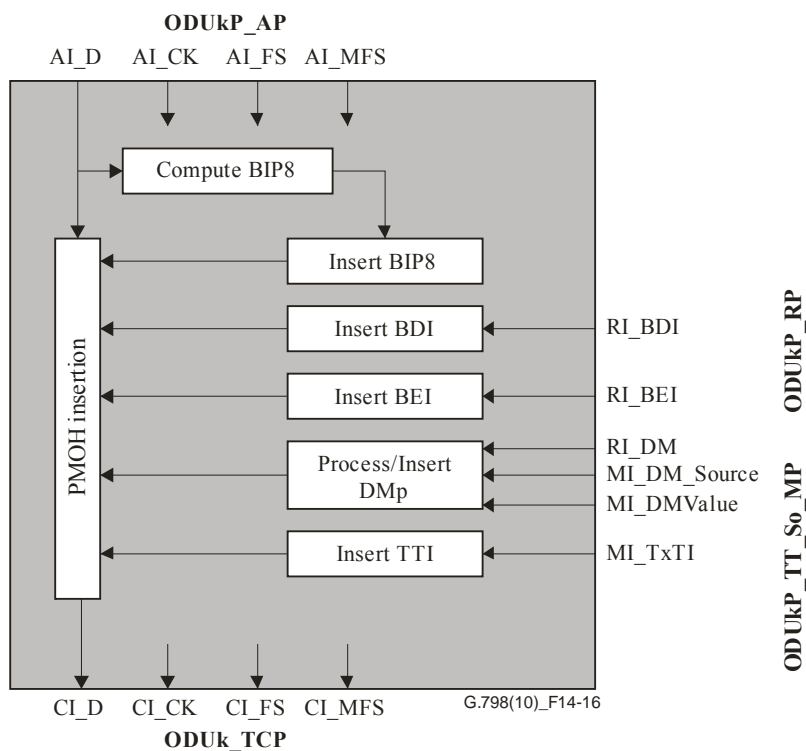 ODUkP_AP
AI_D AI_CK AI_FS AI_MFS
Compute BIP8
Insert BIP8
Insert BDI
RI_BDI
Insert BEI
RI_BEI
Process/Insert
DMp
RI_DM
MI_DM_Source
MI_DMValue
Insert TTI
MI_TxTI
PMOH insertion
ODUkP_RP
ODUkP_TT_So_MP
CI_D CI_CK CI_FS CI_MFS
G.798(10)_F14-16
ODUk_TCP